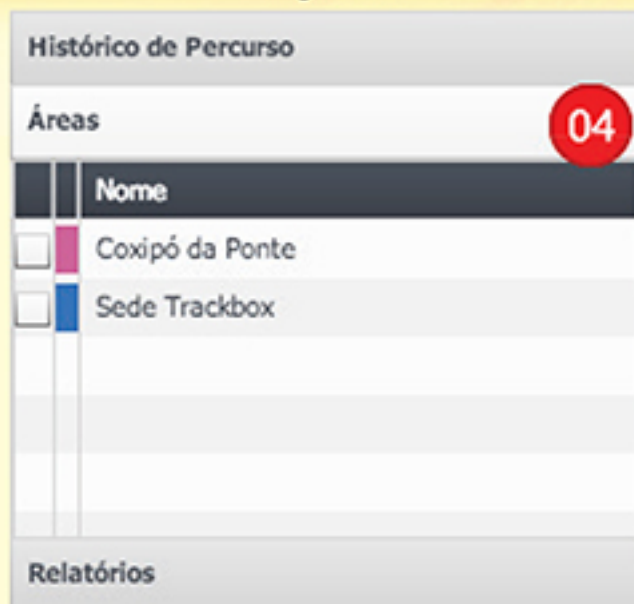 Histórico de Percurso
Áreas
04
Nome
Coxipó da Ponte
Sede Trackbox
Relatórios